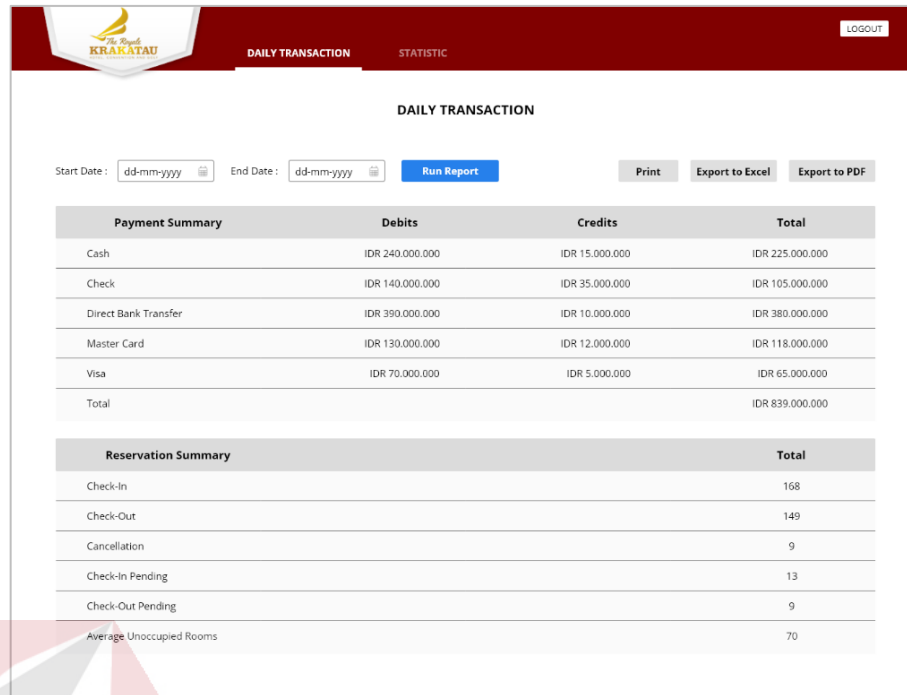 LOGOUT
The Royale
KRAKATAU
DAILY TRANSACTION STATISTIC
DAILY TRANSACTION
Start Date : dd-mm-yyyy End Date : dd-mm-yyyy Run Report Print Export to Excel Export to PDF
Payment Summary Debits Credits Total
Cash IDR 240.000.000 IDR 15.000.000 IDR 225.000.000
Check IDR 140.000.000 IDR 35.000.000 IDR 105.000.000
Direct Bank Transfer IDR 390.000.000 IDR 10.000.000 IDR 380.000.000
Master Card IDR 130.000.000 IDR 12.000.000 IDR 118.000.000
Visa IDR 70.000.000 IDR 5.000.000 IDR 65.000.000
Total IDR 839.000.000
Reservation Summary Total
Check-In 168
Check-Out 149
Cancellation 9
Check-In Pending 13
Check-Out Pending 9
Average Unoccupied Rooms 70